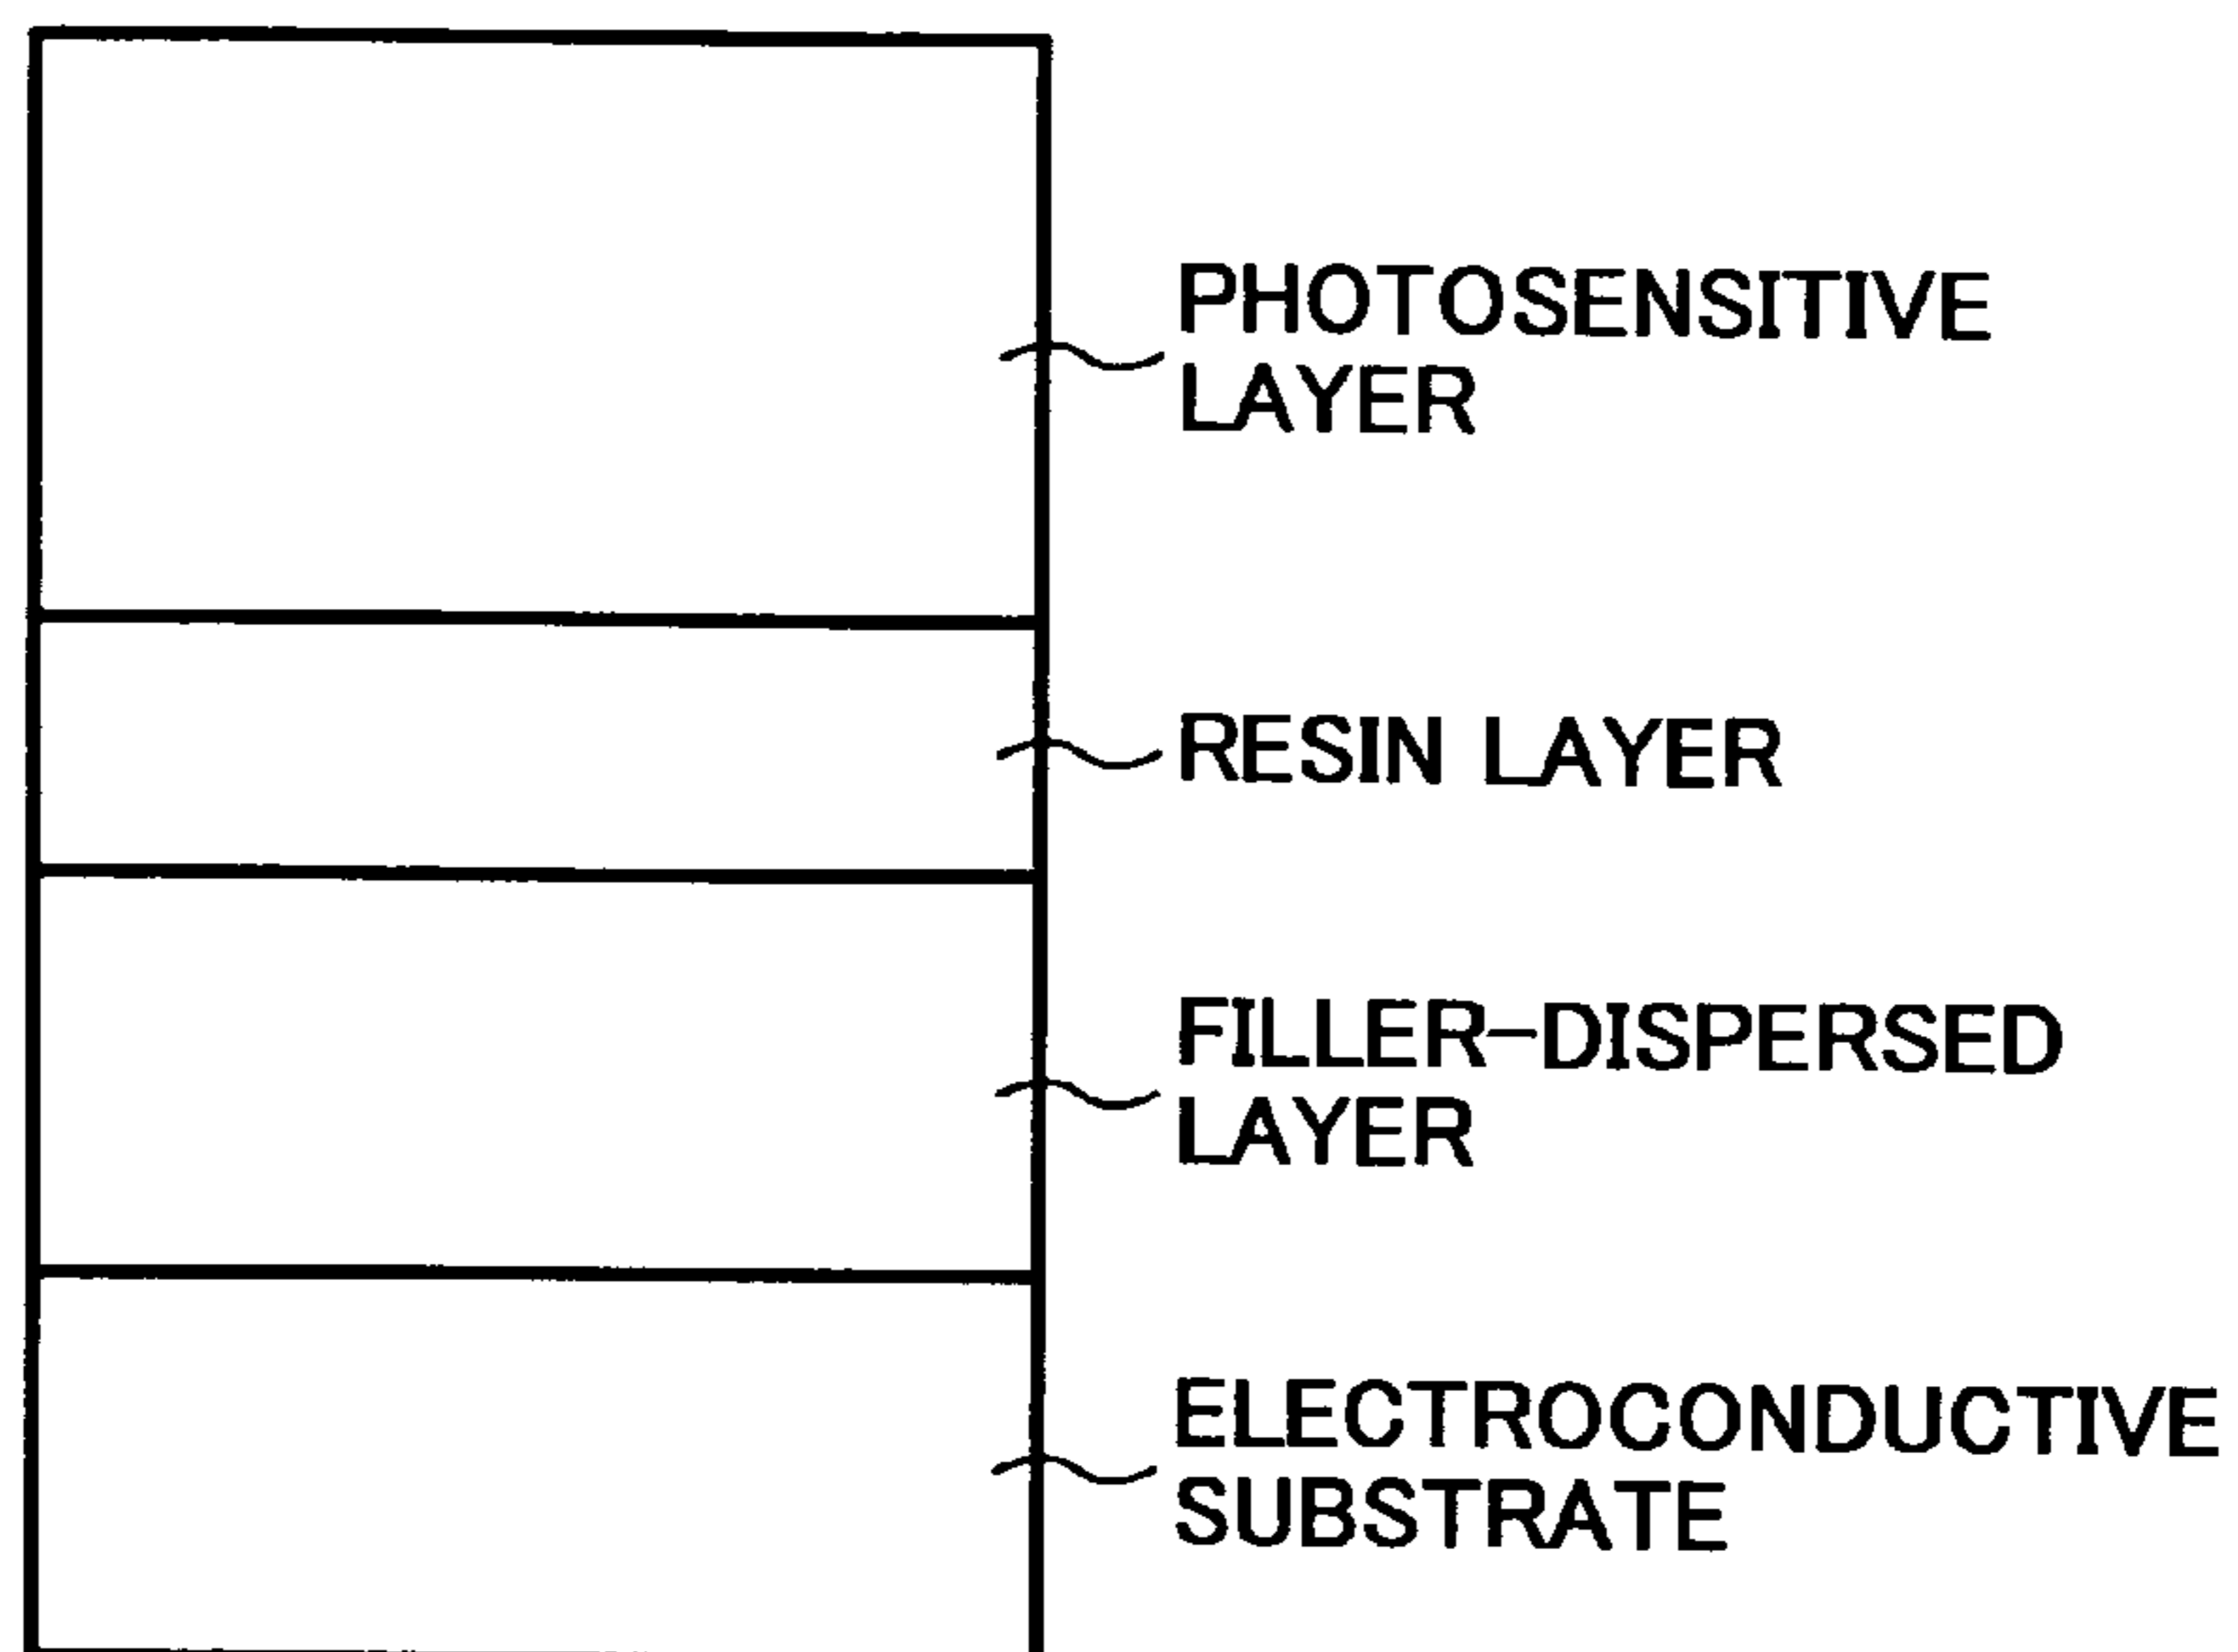 PHOTOSENSITIVE
LAYER
RESIN LAYER
FILLER-DISPERSED
LAYER
ELECTROCONDUCTIVE
SUBSTRATE